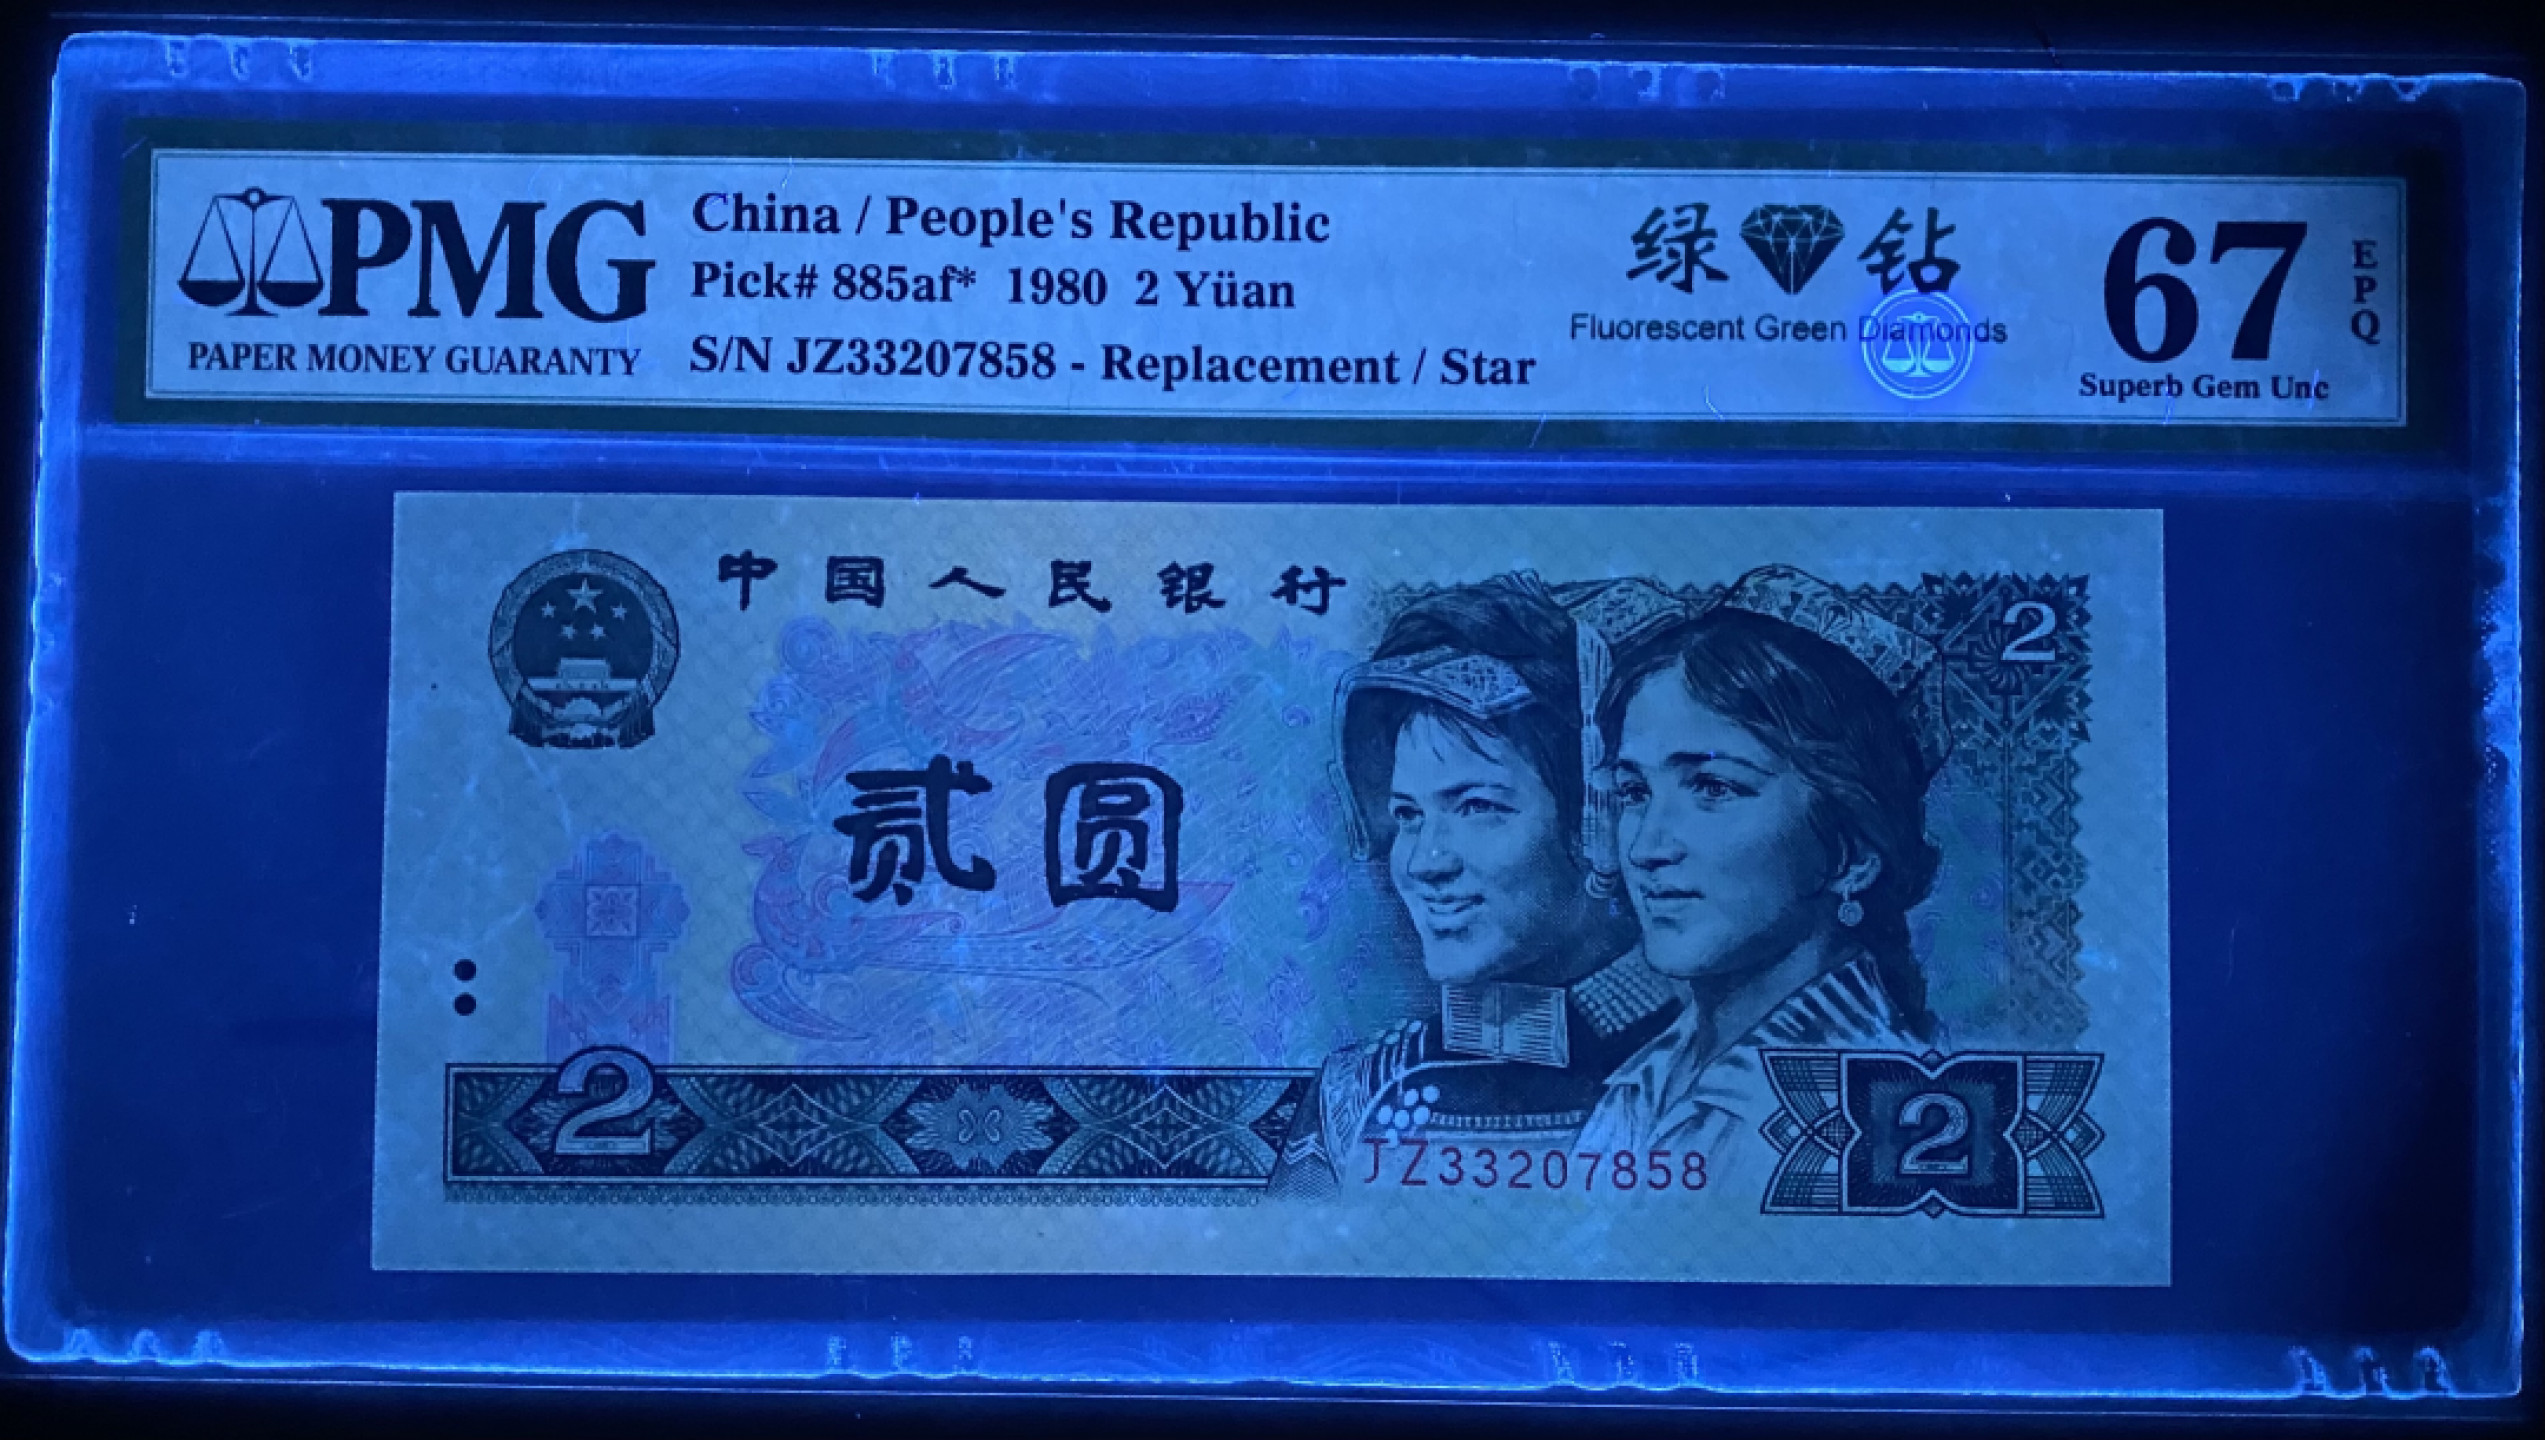 PMG
PAPER MONEY GUARANTY
China / People's Republic
Pick# 885af* 1980 2 Yüan
S/N JZ33207858 - Replacement / Star
绿钻
Fluorescent Green Diamonds
67
EPQ
Superb Gem Unc
中国人民银行
2
贰圆
2
JZ33207858
2